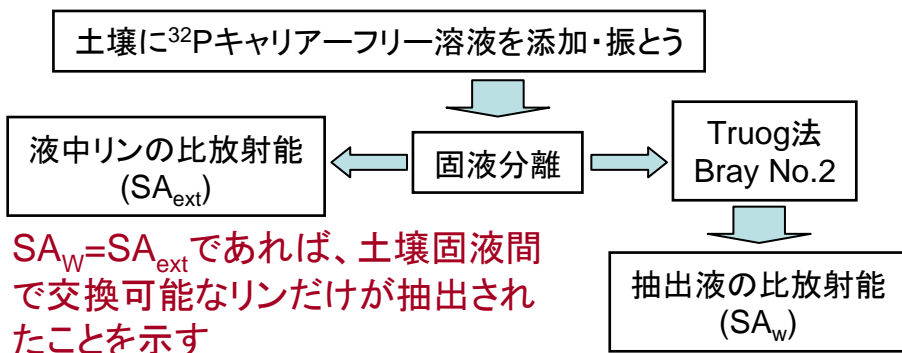 土壌に³²Pキャリアーフリー溶液を添加・振とう
液中リンの比放射能
(SA_ext)
固液分離
Truog法
Bray No.2
SA_W=SA_extであれば、土壌固液間
で交換可能なリンだけが抽出され
たことを示す
抽出液の比放射能
(SA_w)